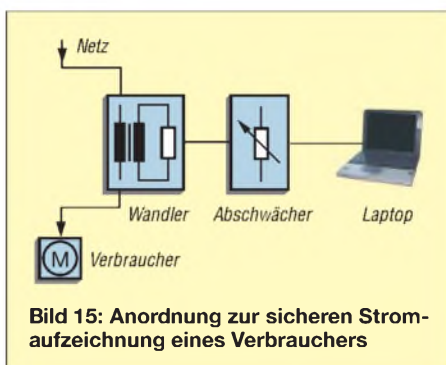 Netz
Wandler Abschwächer Laptop
M Verbraucher
Bild 15: Anordnung zur sicheren Strom-
aufzeichnung eines Verbrauchers